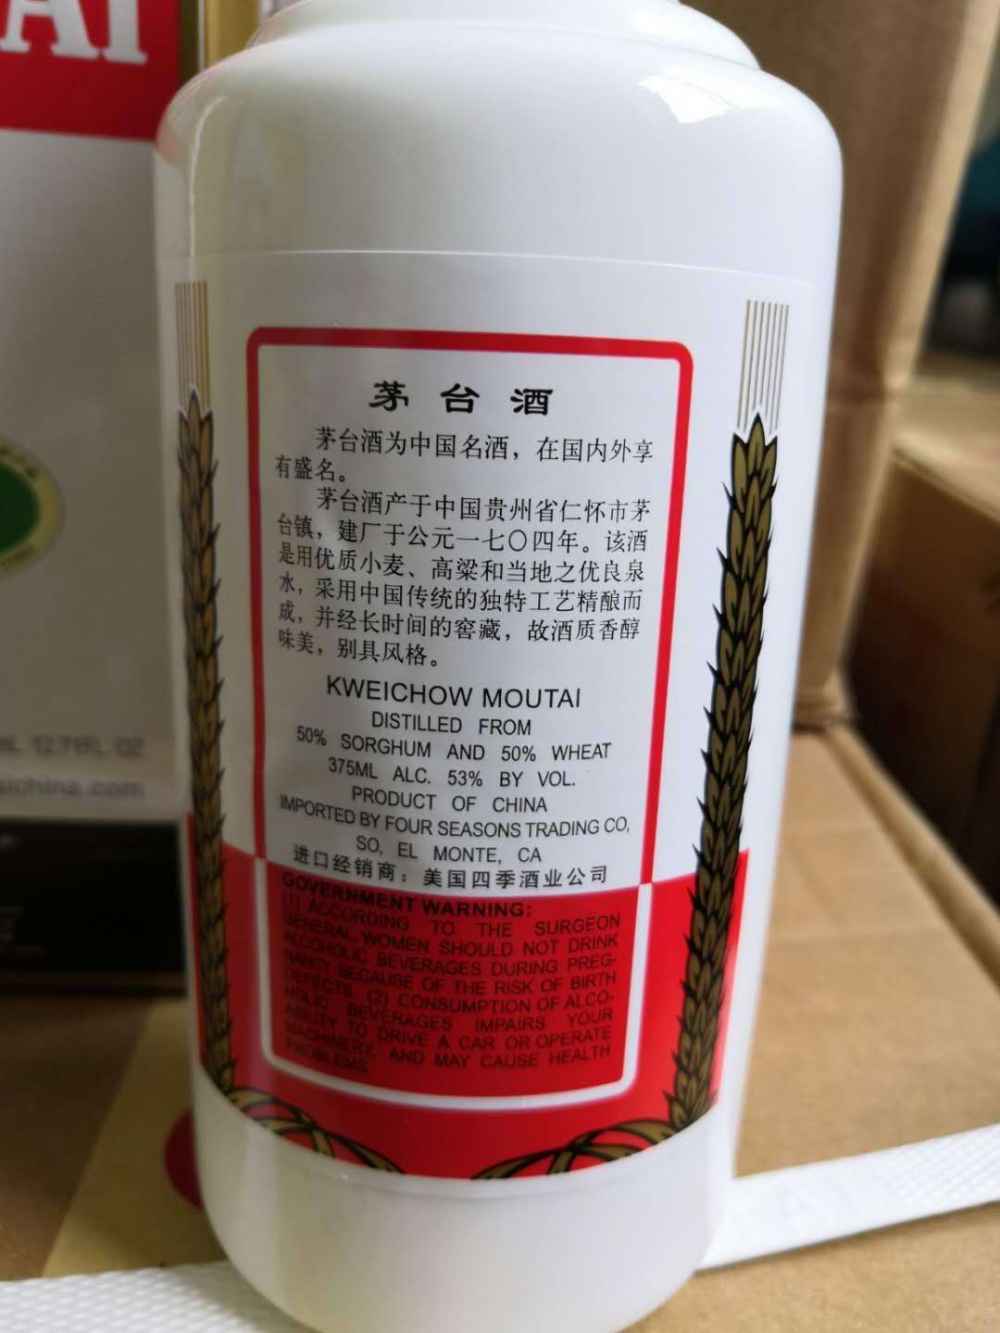 AI
茅台酒
茅台酒为中国名酒，在国内外享
有盛名。
茅台酒产于中国贵州省仁怀市茅
台镇，建厂于公元一七〇四年。该酒
是用优质小麦、高粱和当地之优良泉
水，采用中国传统的独特工艺精酿而
成，并经长时间的窖藏，故酒质香醇
味美，别具风格。
KWEICHOW MOUTAI
DISTILLED FROM
50% SORGHUM AND 50% WHEAT
375ML ALC. 53% BY VOL.
PRODUCT OF CHINA
IMPORTED BY FOUR SEASONS TRADING CO,
SO, EL MONTE, CA
进口经销商：美国四季酒业公司
GOVERNMENT WARNING:
(1) ACCORDING TO THE SURGEON
GENERAL WOMEN SHOULD NOT DRINK
ALCOHOLIC BEVERAGES DURING PREG-
NANCY BECAUSE OF THE RISK OF BIRTH
DEFECTS. (2) CONSUMPTION OF ALCO-
HOLIC BEVERAGES IMPAIRS YOUR
ABILITY TO DRIVE A CAR OR OPERATE
MACHINERY, AND MAY CAUSE HEALTH
PROBLEMS.
12.7 FL OZ
china.com